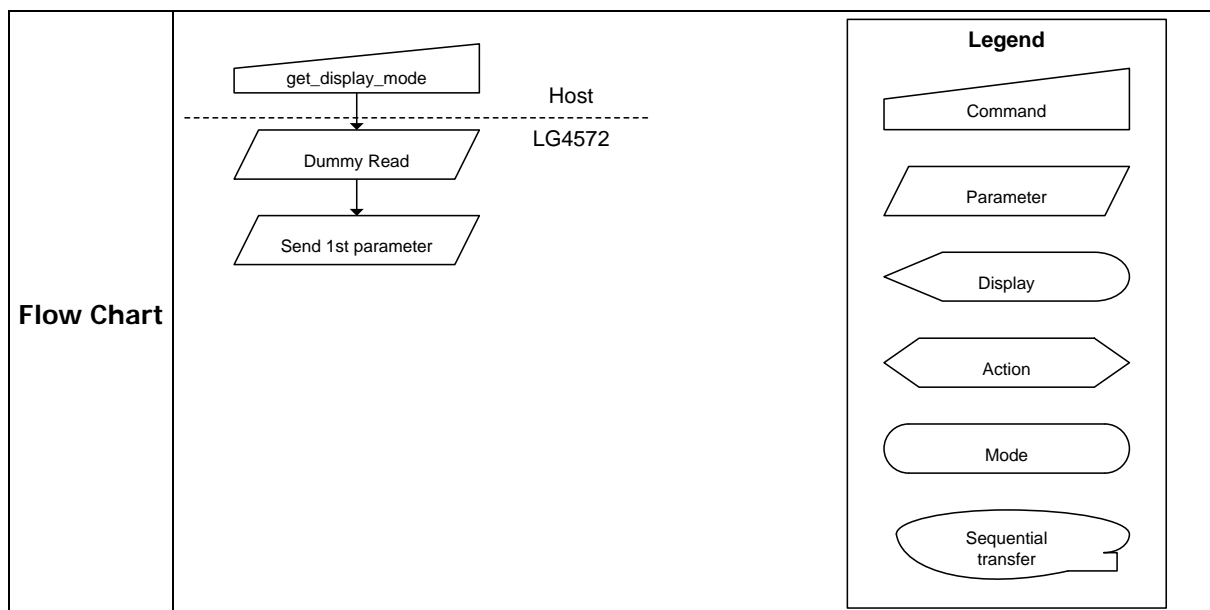 Flow Chart
get_display_mode
Host
LG4572
Dummy Read
Send 1st parameter
Legend
Command
Parameter
Display
Action
Mode
Sequential
transfer